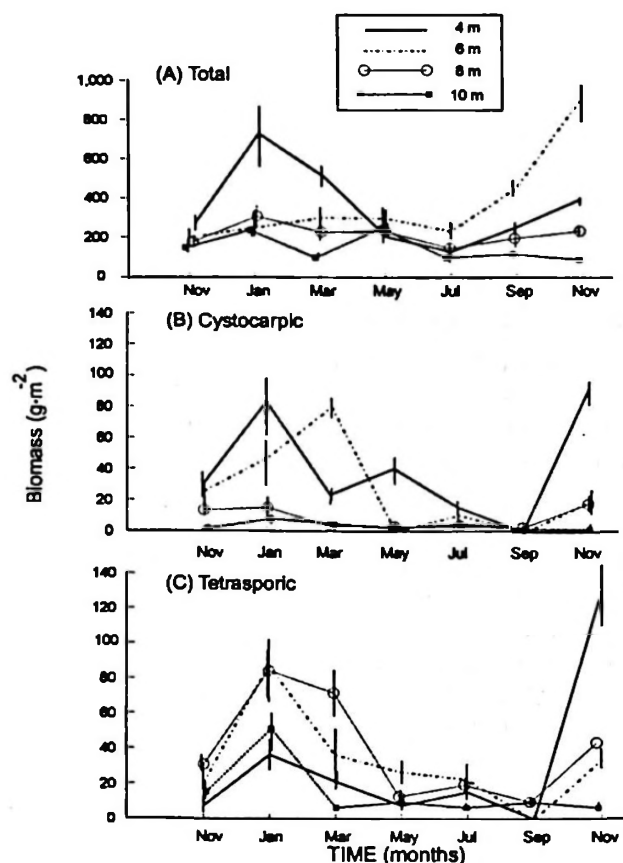 4 m
6 m
8 m
10 m
(A) Total
1,000
800
600
400
200
0
Nov Jan Mar May Jul Sep Nov
(B) Cystocarpic
140
120
100
80
60
40
20
0
Nov Jan Mar May Jul Sep Nov
Biomass (g·m⁻²)
(C) Tetrasporic
140
120
100
80
60
40
20
0
Nov Jan Mar May Jul Sep Nov
TIME (months)